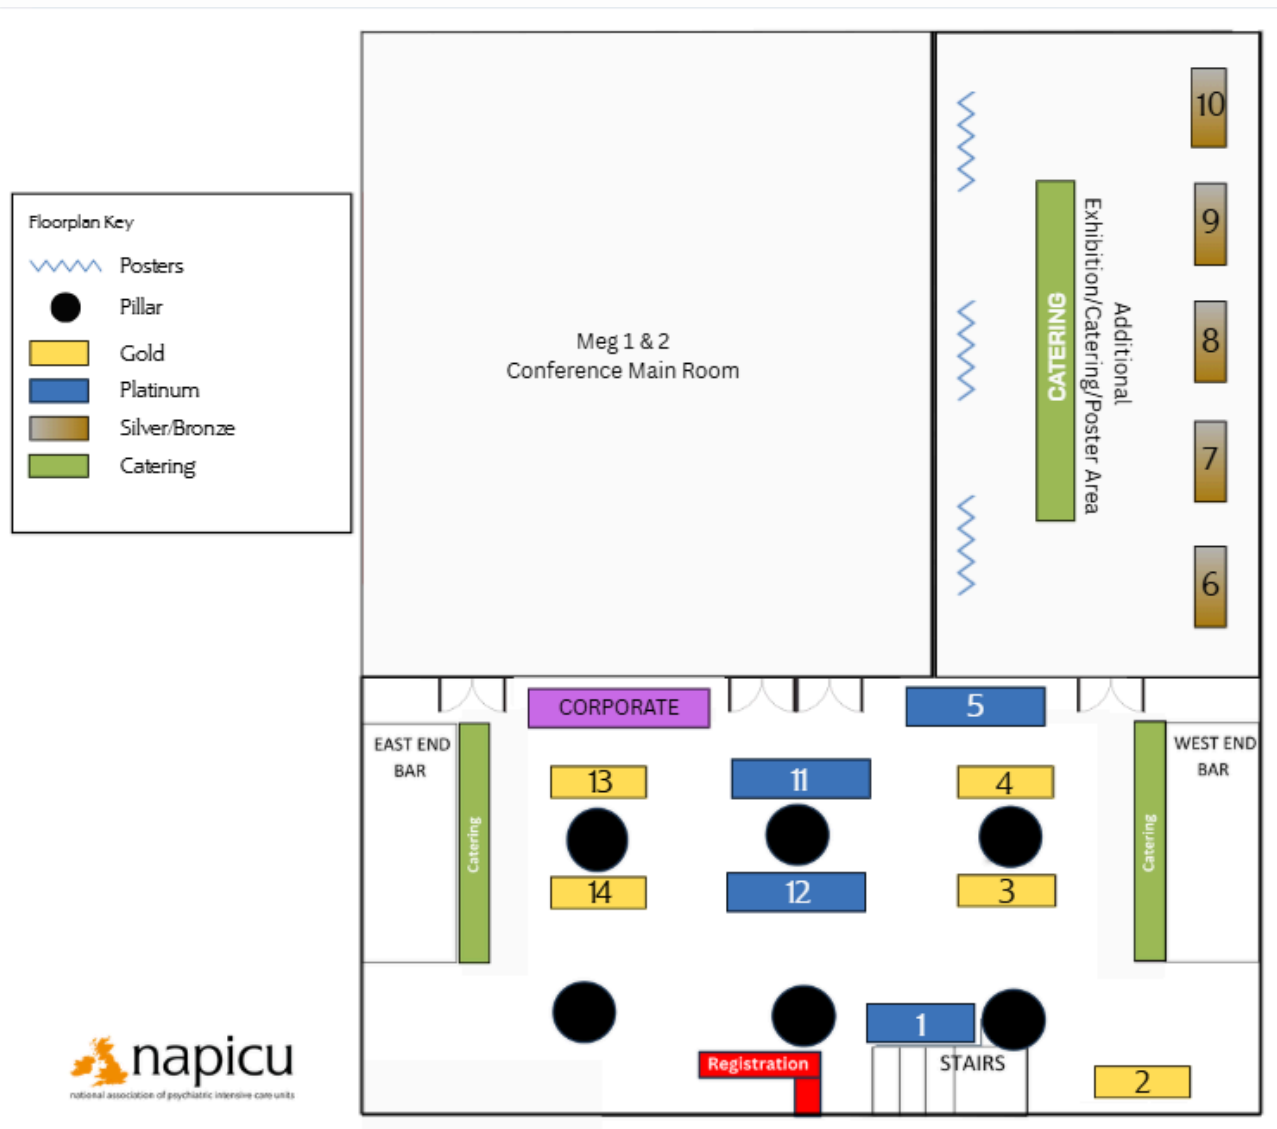 Floorplan Key
Posters
Pillar
Gold
Platinum
Silver/Bronze
Catering
Meg 1 & 2
Conference Main Room
CATERING
Additional
Exhibition/Catering/Poster Area
10
9
8
7
6
CORPORATE
5
EAST END
BAR
Catering
13
11
4
14
12
3
Catering
WEST END
BAR
1
Registration
STAIRS
2
napicu
national association of psychiatric intensive care units